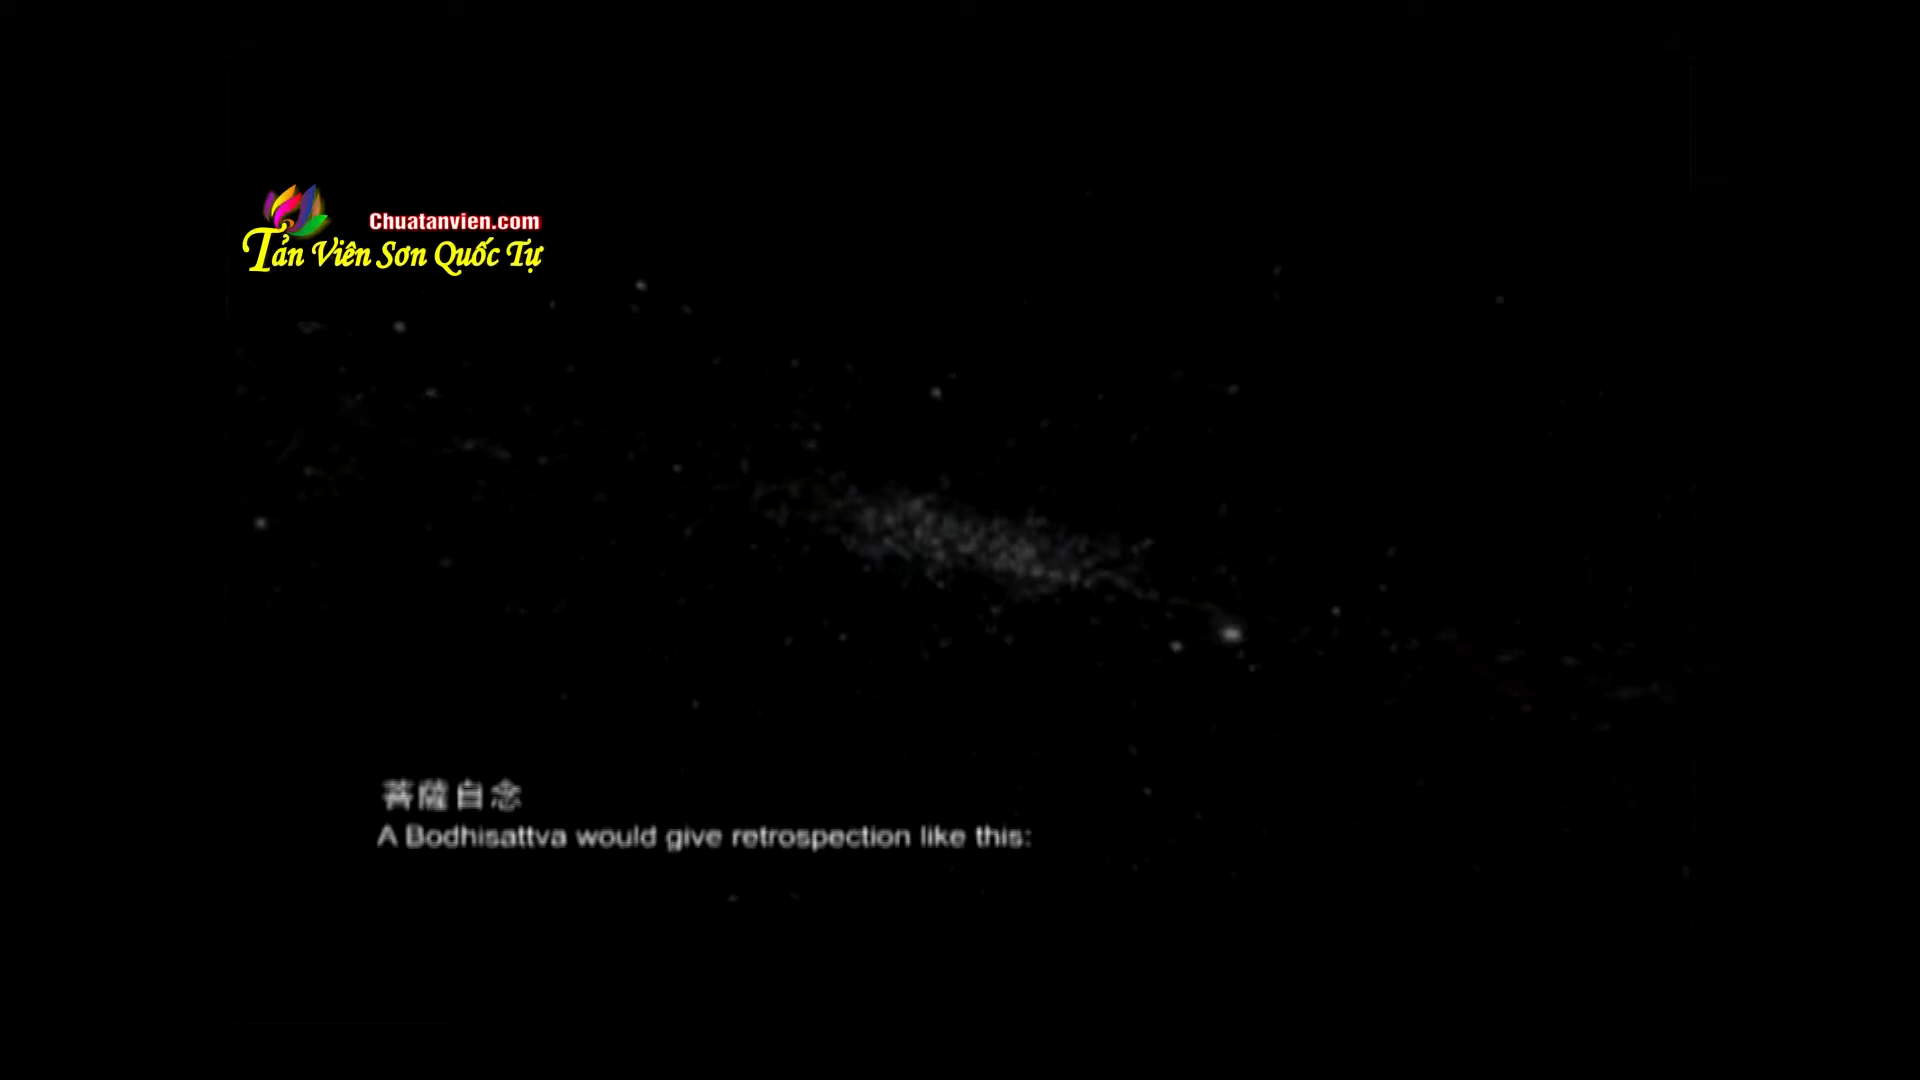 Chuatanvien.com
Tản Viên Sơn Quốc Tự
菩薩自念
A Bodhisattva would give retrospection like this: